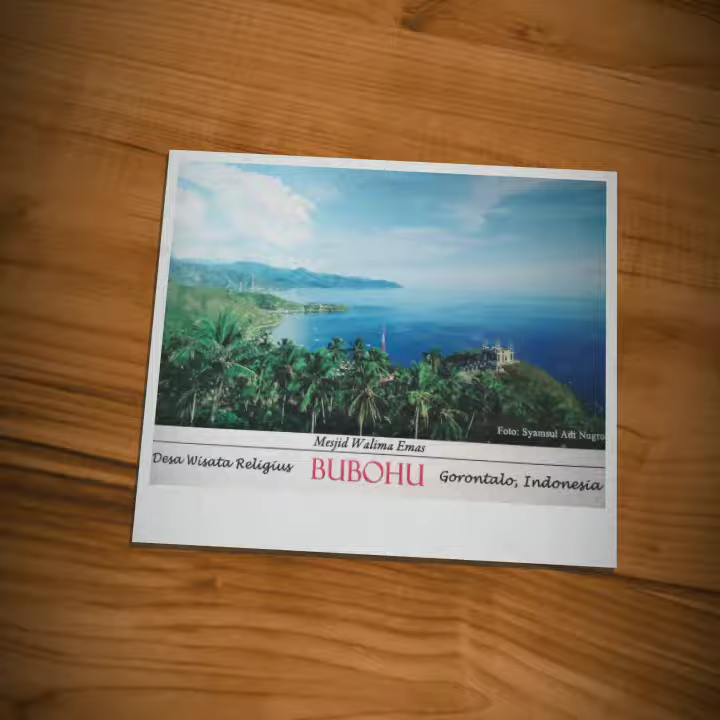 Foto: Syamsul Adi Nugro
Mesjid Walima Emas
Desa Wisata Religius BUBOHU Gorontalo, Indonesia